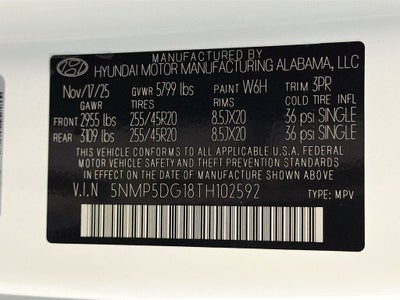 MANUFACTURED BY
HYUNDAI MOTOR MANUFACTURING ALABAMA, LLC
Nov/17/25 GVWR 5799 lbs PAINT W6H TRIM 3PR
GAWR TIRES RIMS COLD TIRE INFL
FRONT 2955 lbs 255/45R20 8.5JX20 36 psi SINGLE
REAR 3109 lbs 255/45R20 8.5JX20 36 psi SINGLE
THIS VEHICLE CONFORMS TO ALL APPLICABLE U.S.A. FEDERAL
MOTOR VEHICLE SAFETY, BUMPER, AND THEFT PREVENTION
STANDARDS IN EFFECT ON THE DATE OF MANUFACTURE
SHOWN ABOVE
V.I.N 5NMP5DG18TH102592 TYPE: MPV